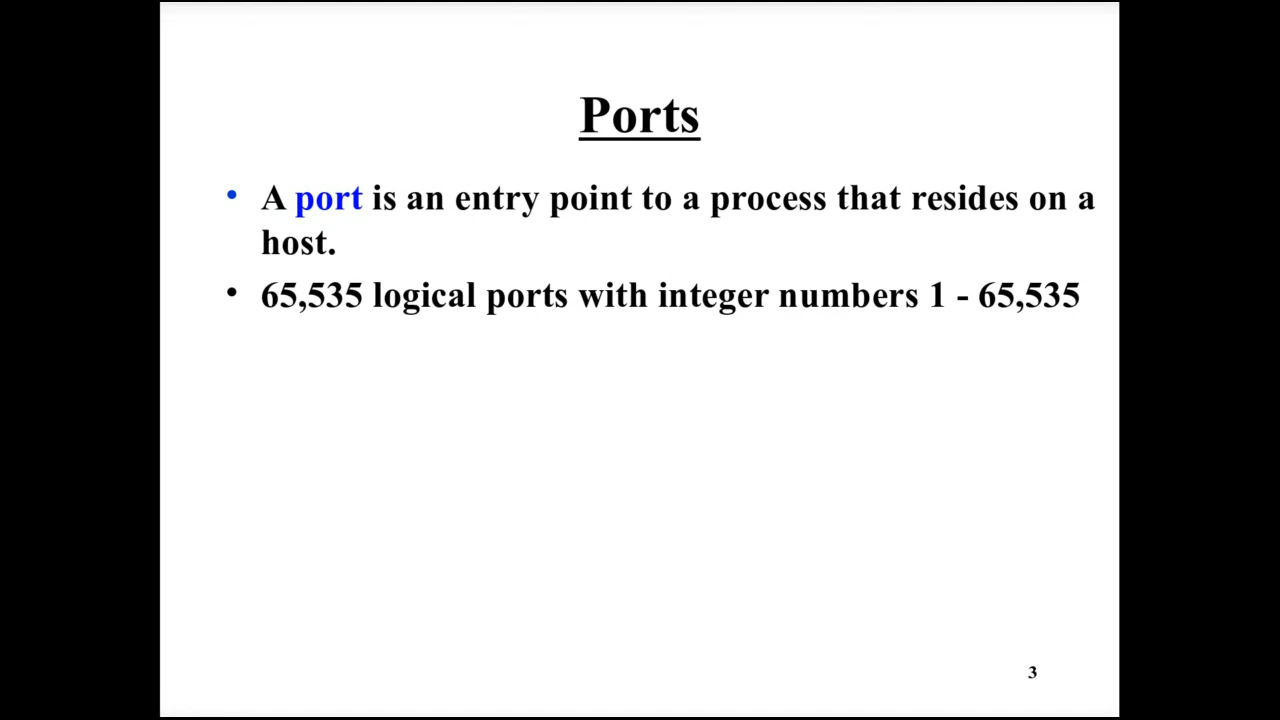 Ports
• A port is an entry point to a process that resides on a
host.
• 65,535 logical ports with integer numbers 1 - 65,535
3